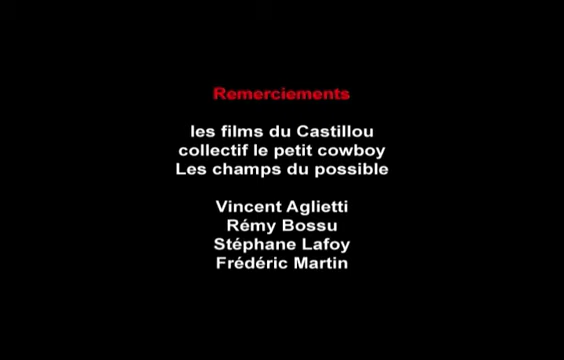 Remerciements
les films du Castillou
collectif le petit cowboy
Les champs du possible
Vincent Aglietti
Rémy Bossu
Stéphane Lafoy
Frédéric Martin